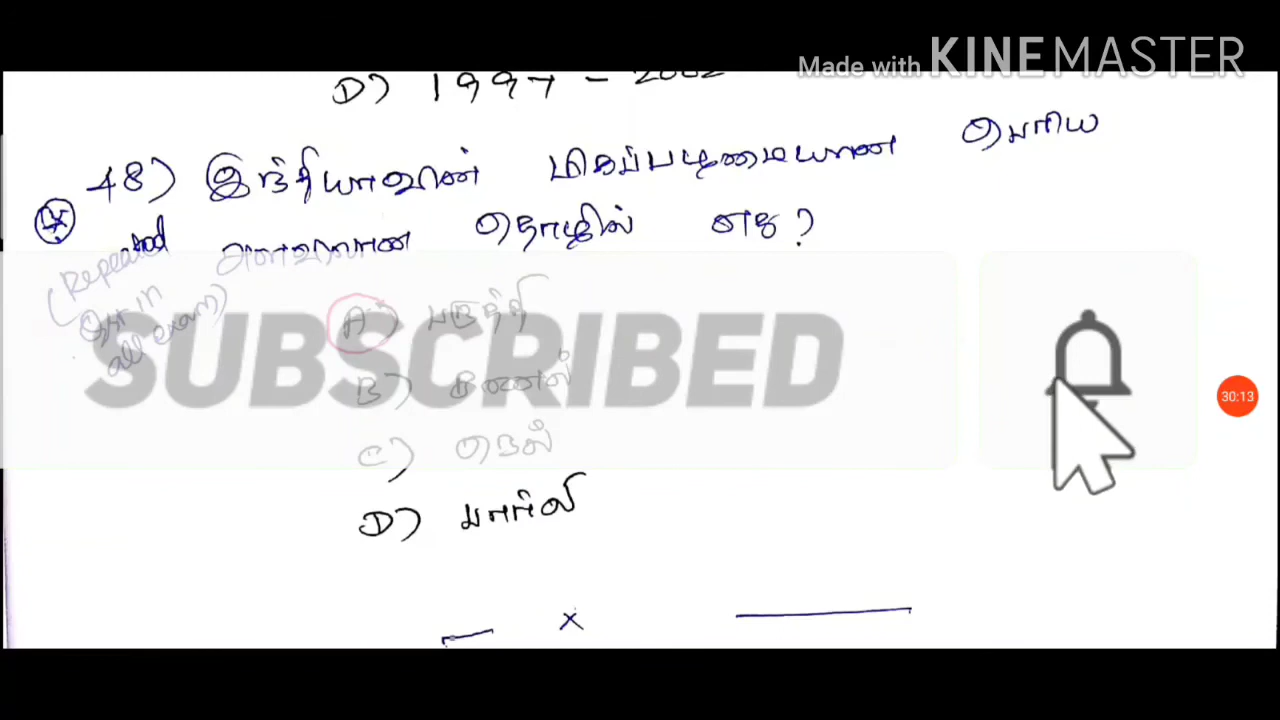 Made with KINEMASTER
D) 1997 - 2002
48) இந்தியாவின் மிகப்பழமையான பெரிய
(Repeated அளவிலான தொழில் எது?
Qst in
all exam)
A) பருத்தி
B) சணல்
C) நெல்
D) பார்லி
SUBSCRIBED
30:13
x